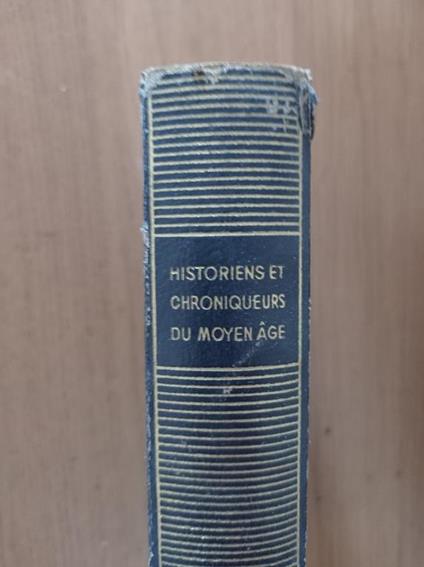 HISTORIENS ET
CHRONIQUEURS
DU MOYEN ÂGE